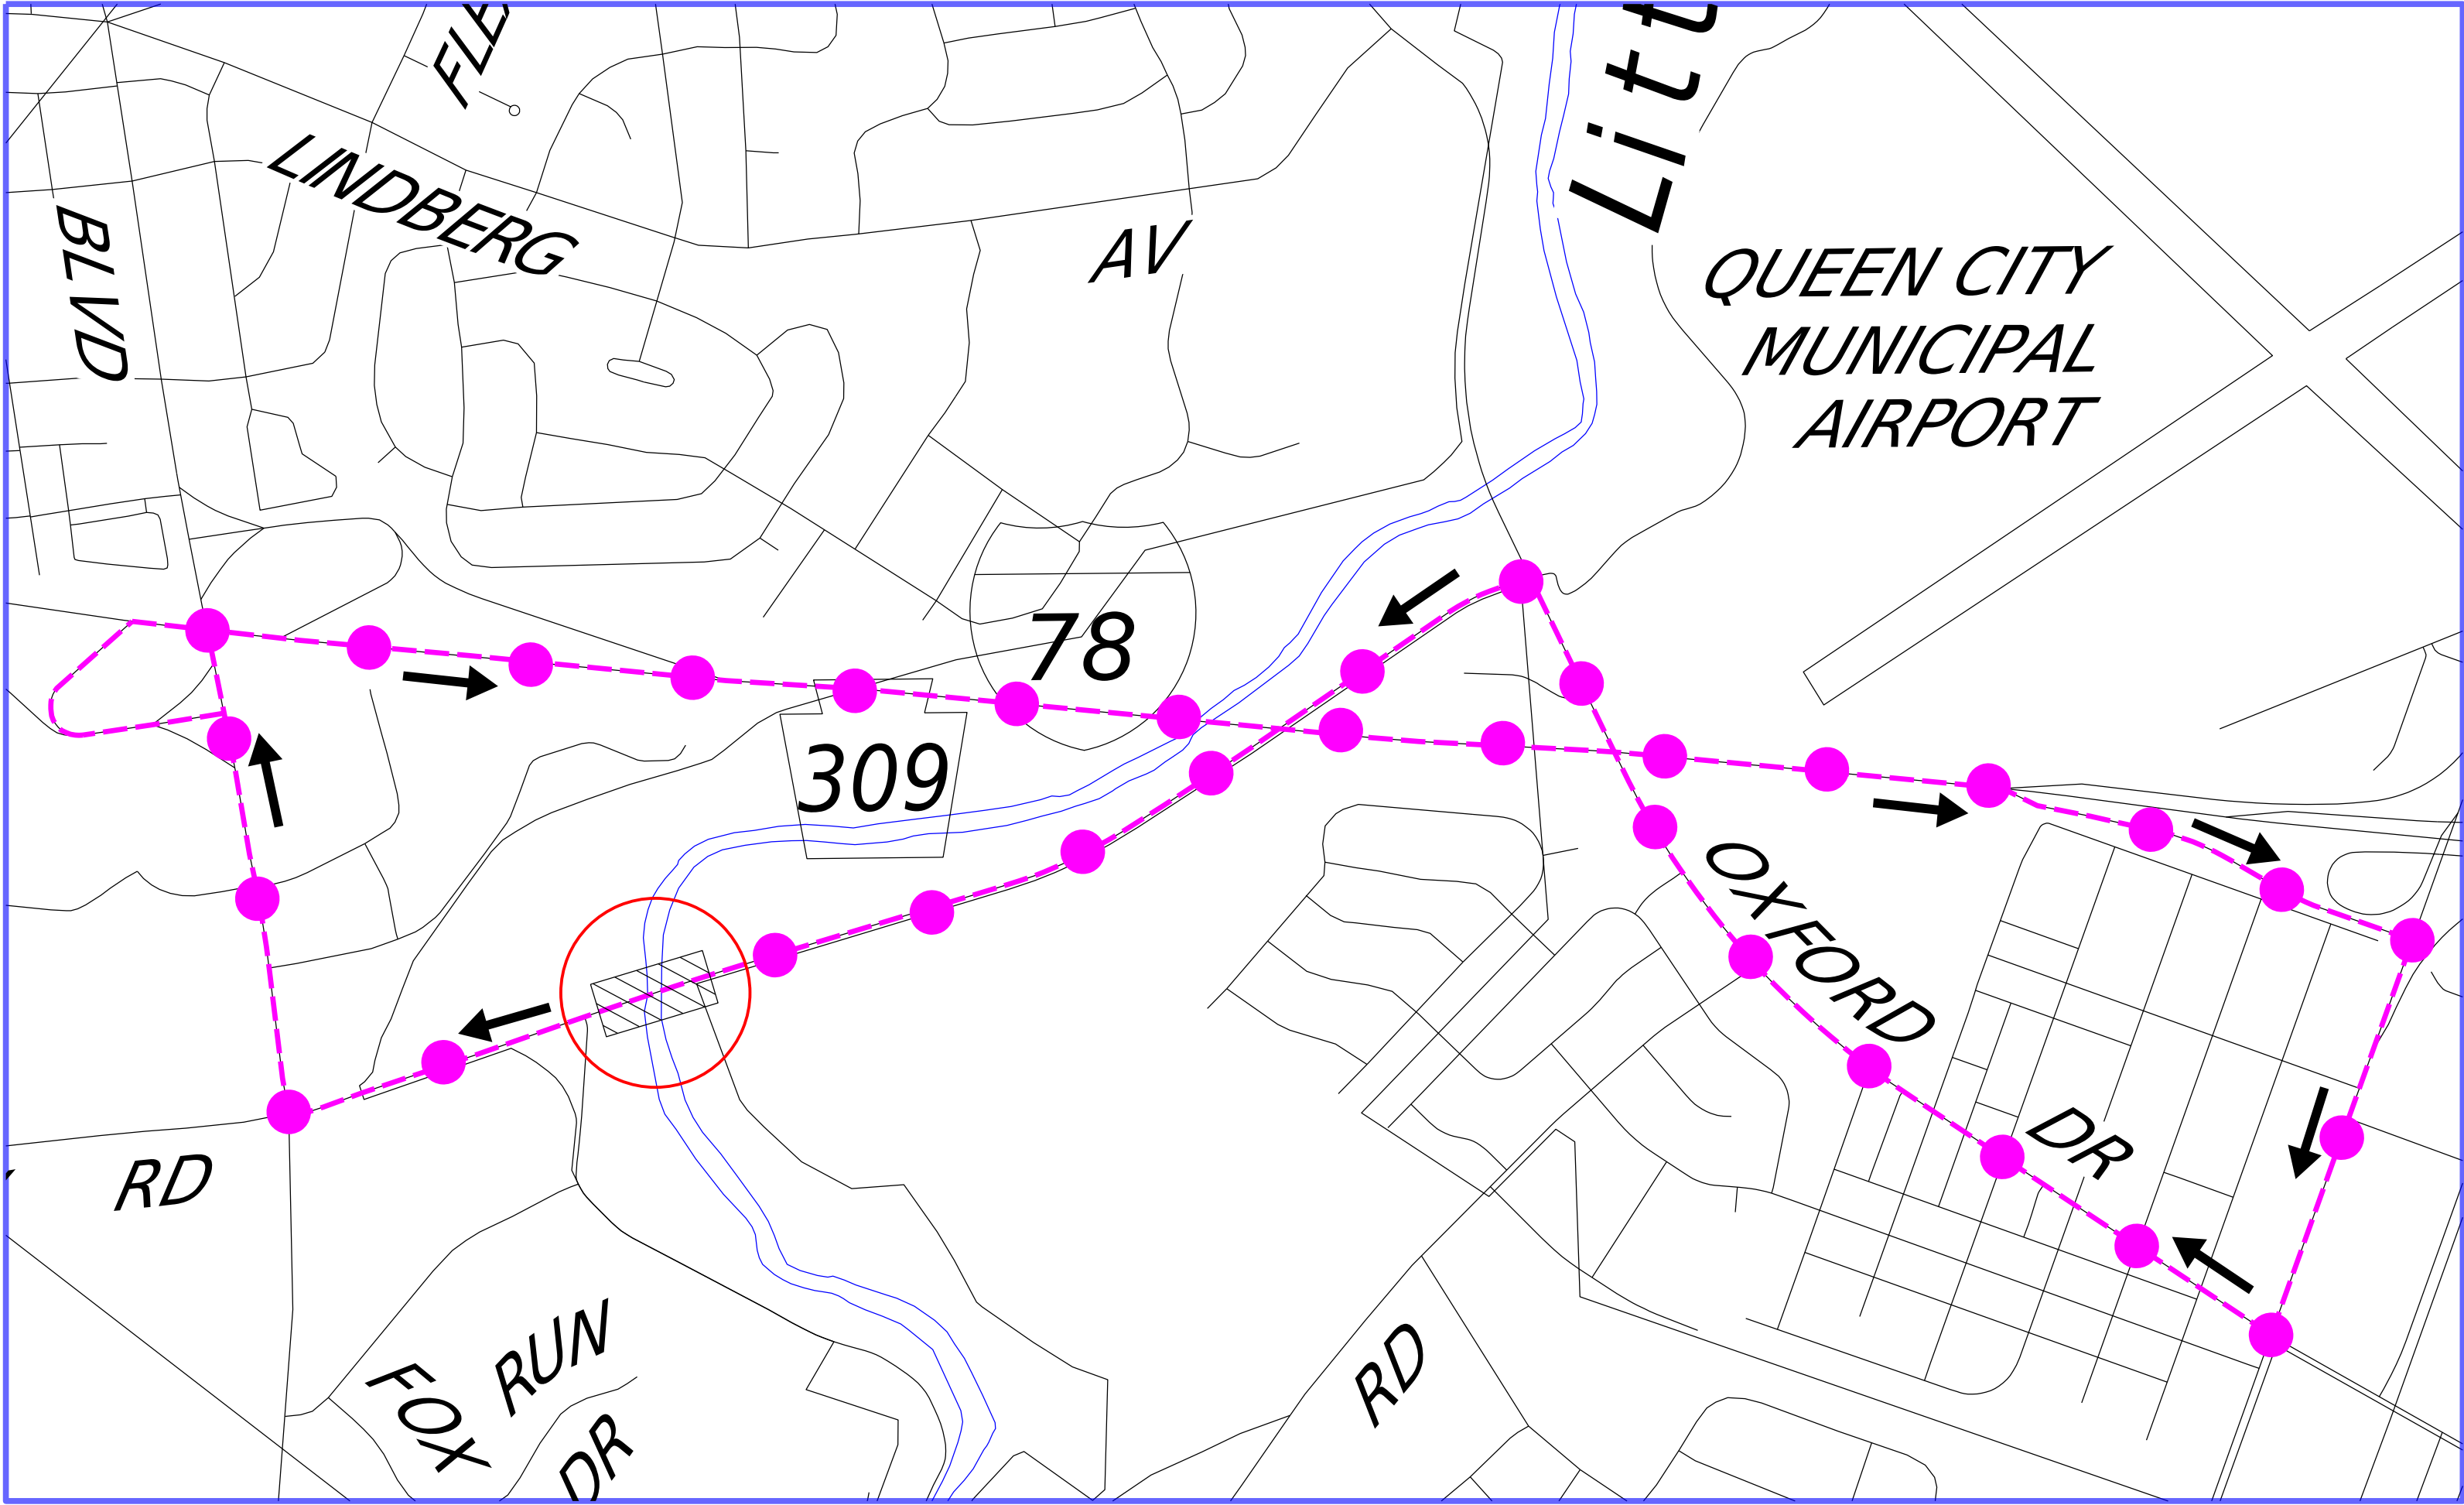 Litt
LINDBERG
AV
BLVD
QUEEN CITY
MUNICIPAL
AIRPORT
78
309
OXFORD
DR
RD
RD
FOX
RUN
DR